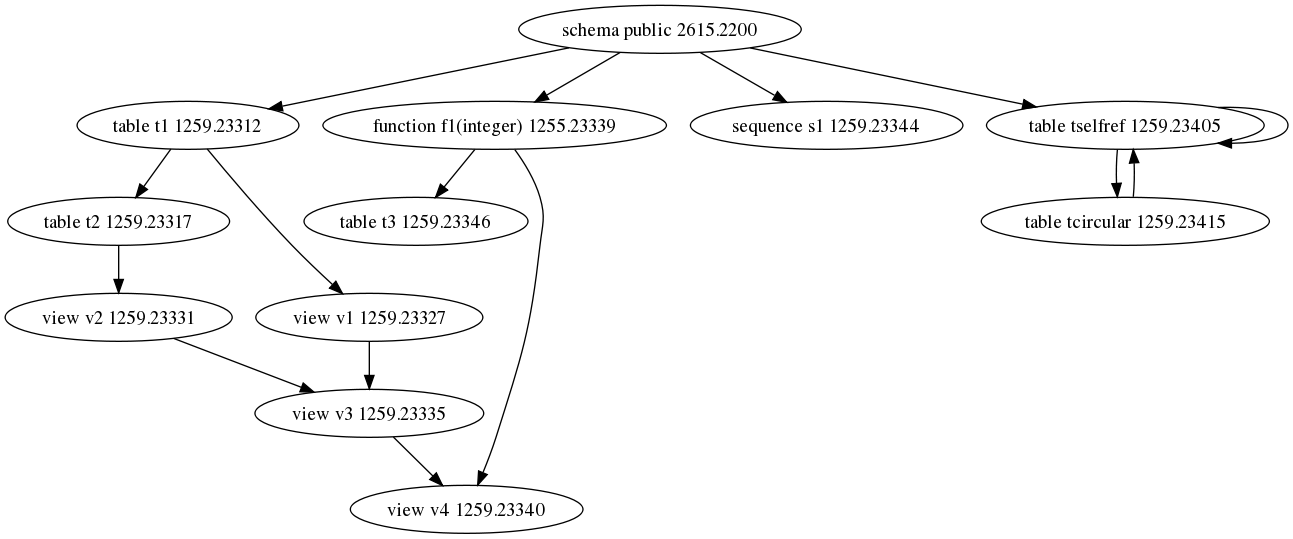 schema public 2615.2200
table t1 1259.23312
function f1(integer) 1255.23339
sequence s1 1259.23344
table tselfref 1259.23405
table t2 1259.23317
table t3 1259.23346
table tcircular 1259.23415
view v2 1259.23331
view v1 1259.23327
view v3 1259.23335
view v4 1259.23340